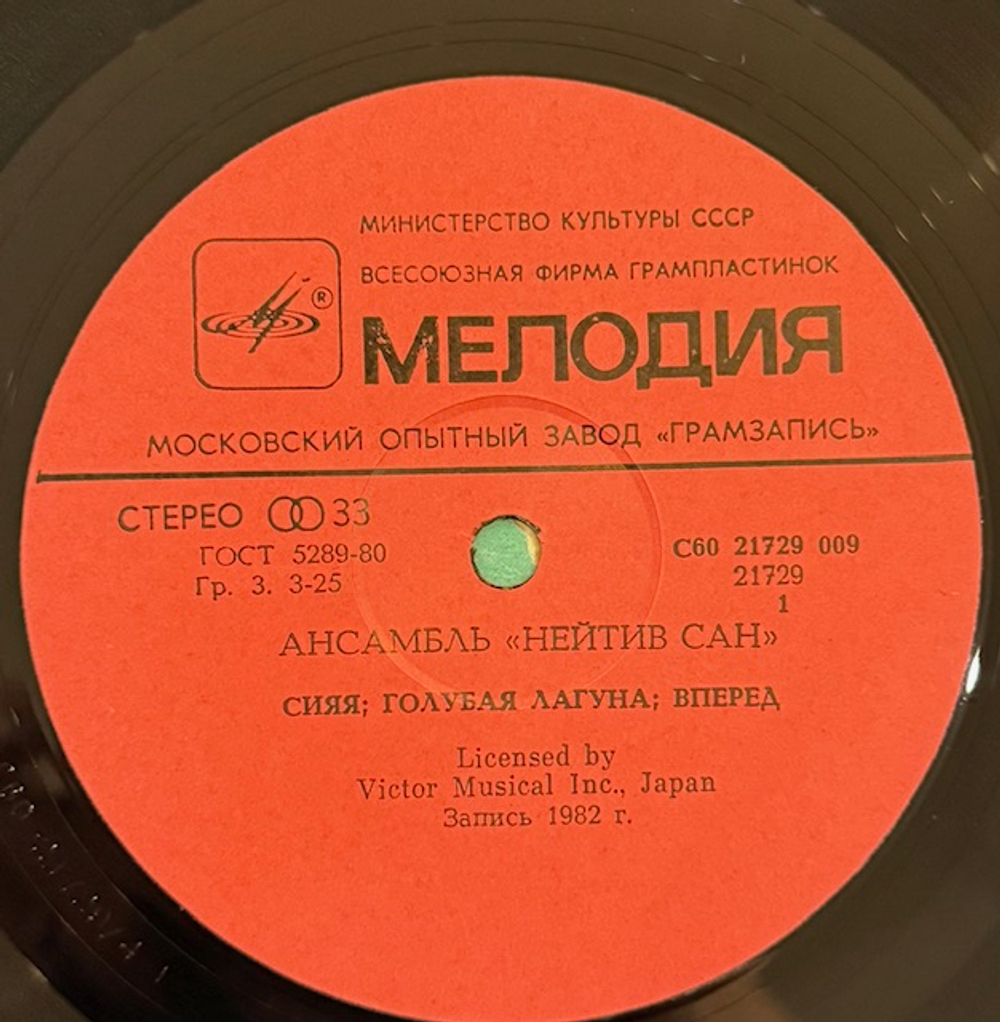 МИНИСТЕРСТВО КУЛЬТУРЫ СССР
ВСЕСОЮЗНАЯ ФИРМА ГРАМПЛАСТИНОК
®
МЕЛОДИЯ
МОСКОВСКИЙ ОПЫТНЫЙ ЗАВОД «ГРАМЗАПИСЬ»
СТЕРЕО 33
ГОСТ 5289-80
Гр. 3. 3-25
С60 21729 009
21729
1
АНСАМБЛЬ «НЕЙТИВ САН»
СИЯЯ; ГОЛУБАЯ ЛАГУНА; ВПЕРЕД
Licensed by
Victor Musical Inc., Japan
Запись 1982 г.